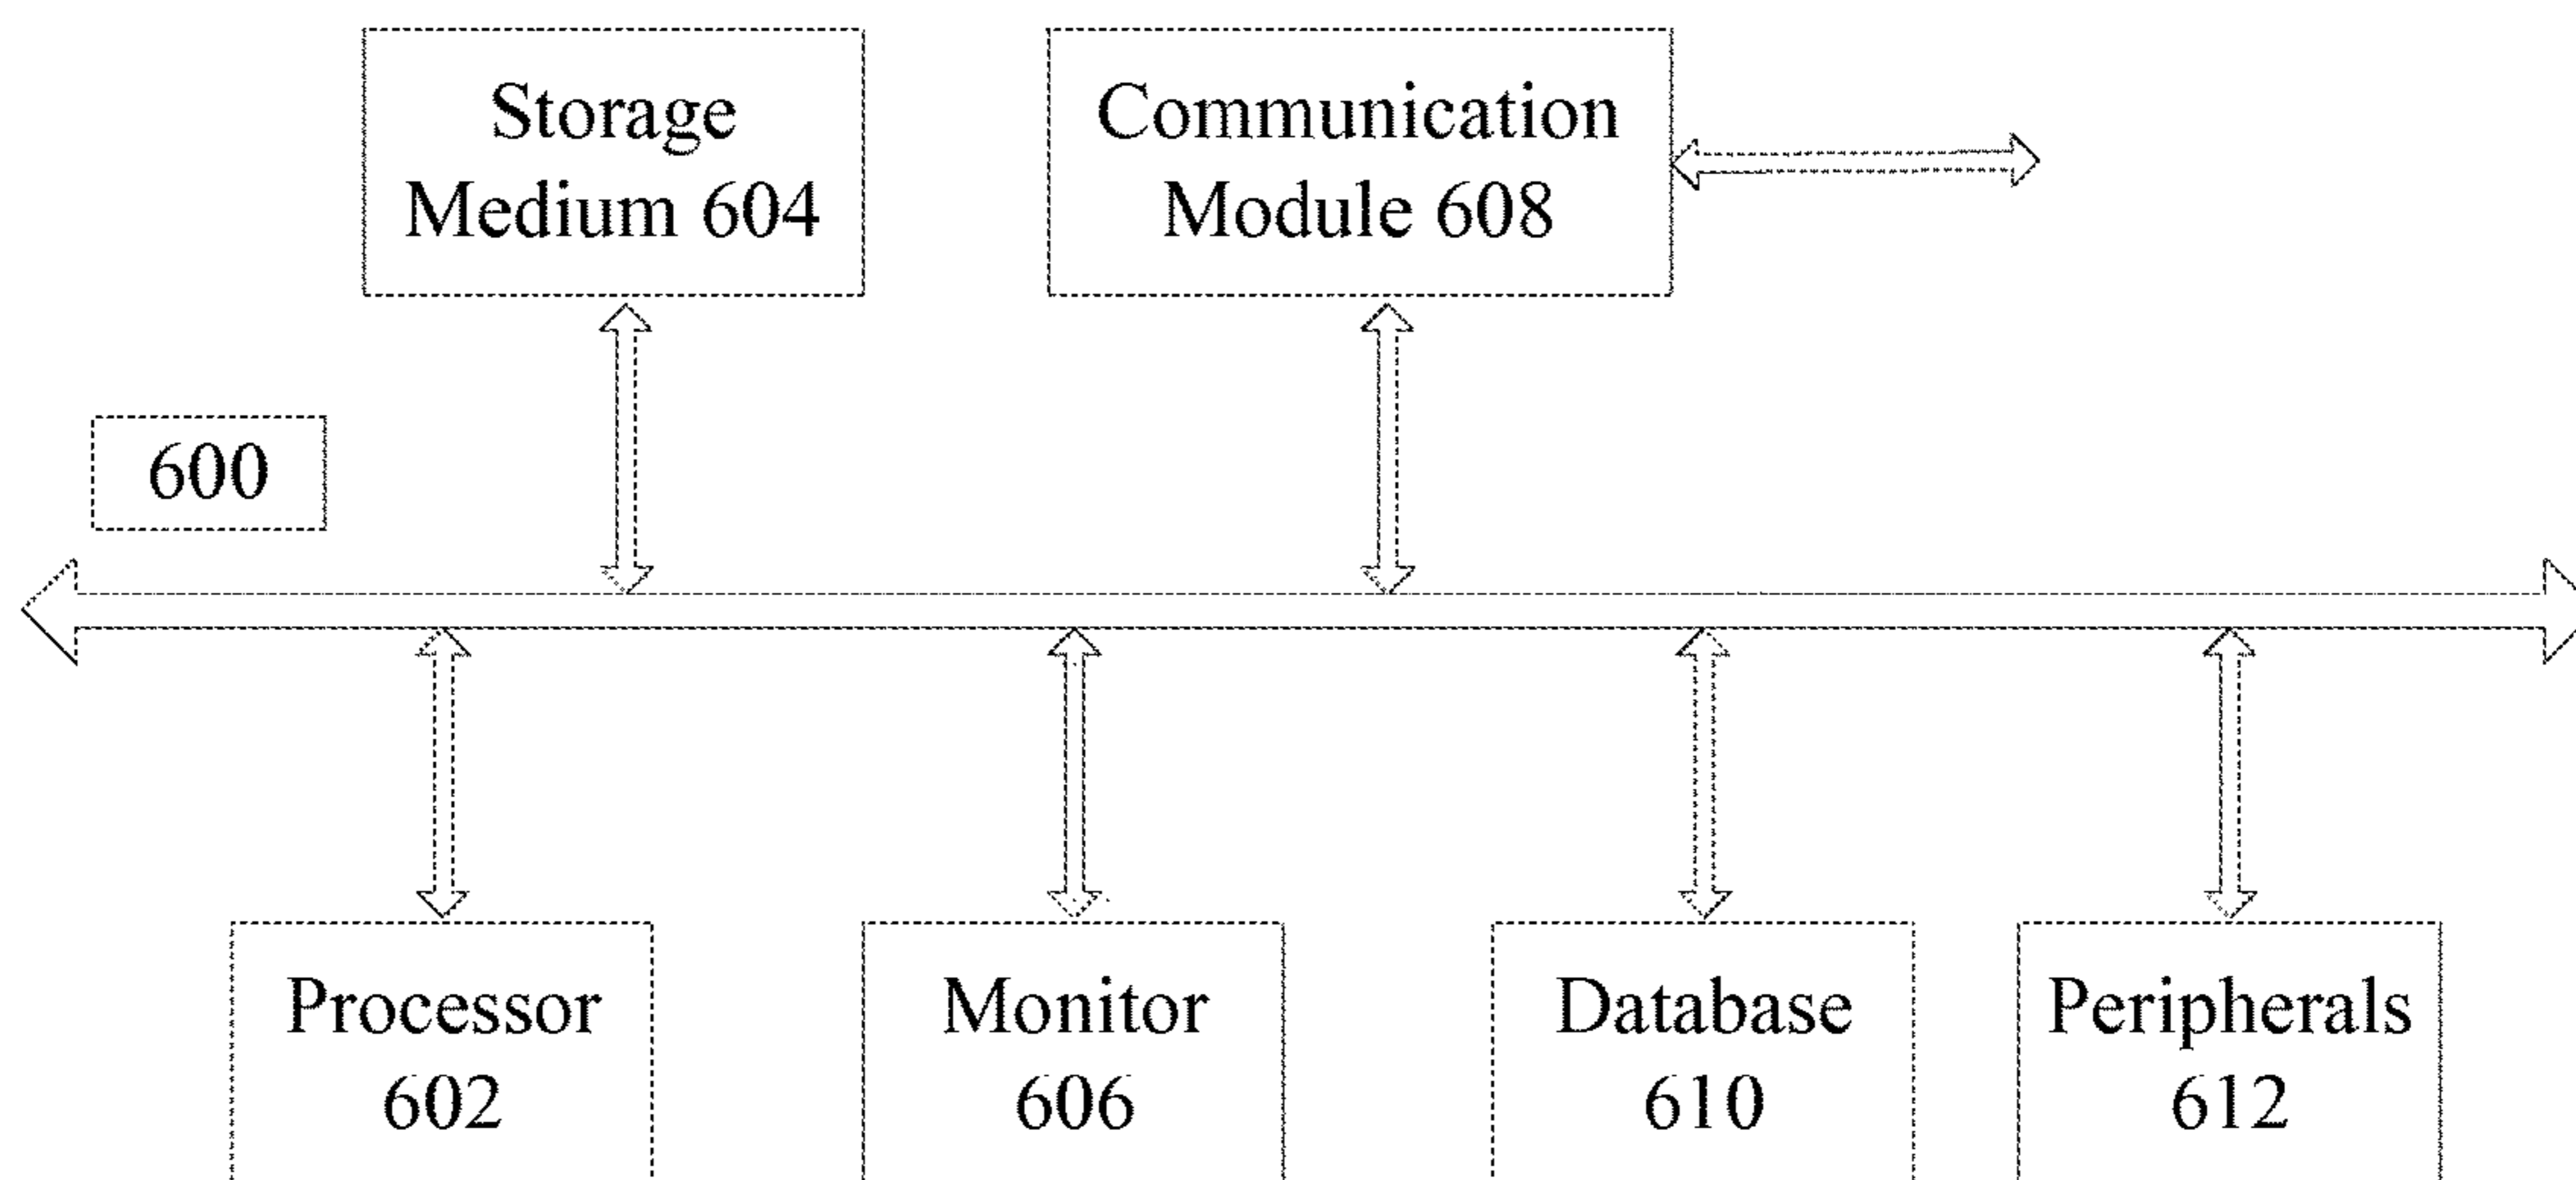 Storage
Medium 604
Communication
Module 608
600
Processor
602
Monitor
606
Database
610
Peripherals
612